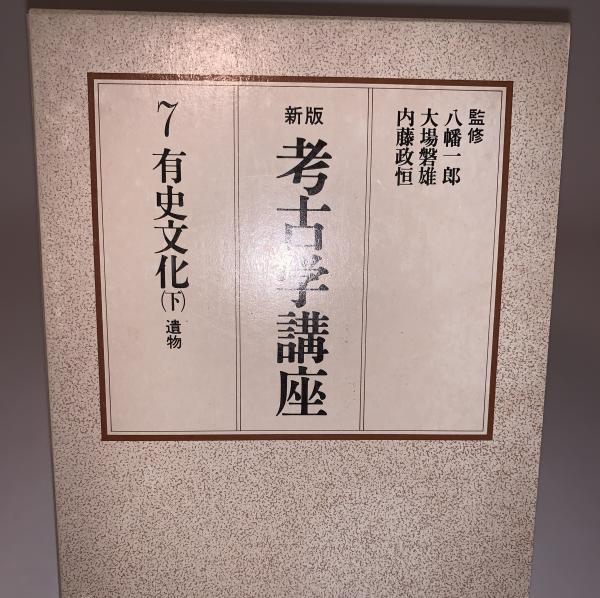 監修
八幡一郎
大場磐雄
内藤政恒
新版
考古学講座
7 有史文化(下)遺物